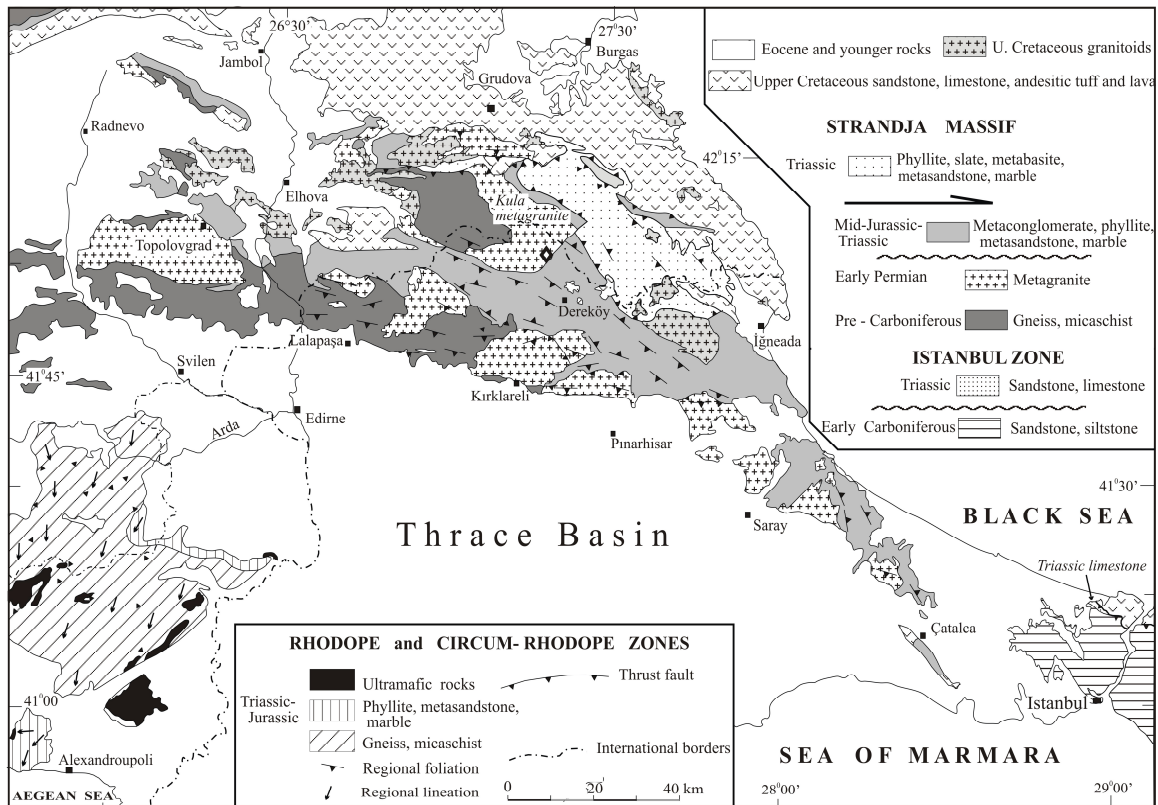 26°30'
27°30'
Jambol
Burgas
Grudova
Radnevo
42°15'
Elhova
Kula
metagranite
Topolovgrad
Dereköy
İğneada
Lalapaşa
Svilen
41°45'
Kırklareli
Edirne
Arda
Pınarhisar
41°30'
Saray
BLACK SEA
Thrace Basin
Triassic limestone
Çatalca
41°00
Istanbul
Alexandroupoli
SEA OF MARMARA
AEGEAN SEA
28°00'
29°00'
Eocene and younger rocks
U. Cretaceous granitoids
Upper Cretaceous sandstone, limestone, andesitic tuff and lava
STRANDJA MASSIF
Triassic
Phyllite, slate, metabasite,
metasandstone, marble
Mid-Jurassic-
Triassic
Metaconglomerate, phyllite,
metasandstone, marble
Early Permian
Metagranite
Pre - Carboniferous
Gneiss, micaschist
ISTANBUL ZONE
Triassic
Sandstone, limestone
Early Carboniferous
Sandstone, siltstone
RHODOPE and CIRCUM- RHODOPE ZONES
Ultramafic rocks
Thrust fault
Triassic-
Jurassic
Phyllite, metasandstone,
marble
Gneiss, micaschist
International borders
Regional foliation
Regional lineation
0 20' 40 km